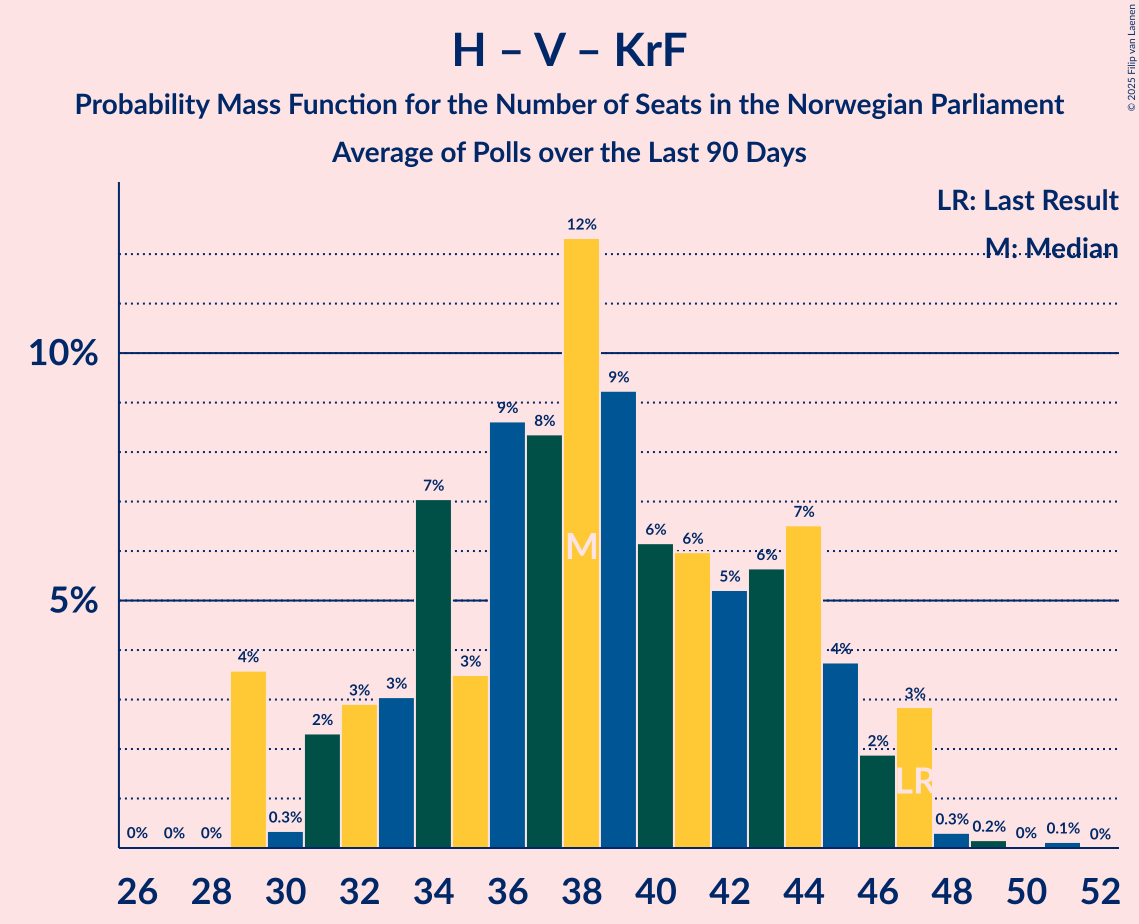 H – V – KrF
Probability Mass Function for the Number of Seats in the Norwegian Parliament
Average of Polls over the Last 90 Days
© 2025 Filip van Laenen
LR: Last Result
M: Median
10%
5%
0% 0% 0% 4% 0.3% 2% 3% 3% 7% 3% 9% 8% 12% 9% 6% 6% 5% 6% 7% 4% 2% 3% 0.3% 0.2% 0% 0.1% 0%
M
LR
26 28 30 32 34 36 38 40 42 44 46 48 50 52